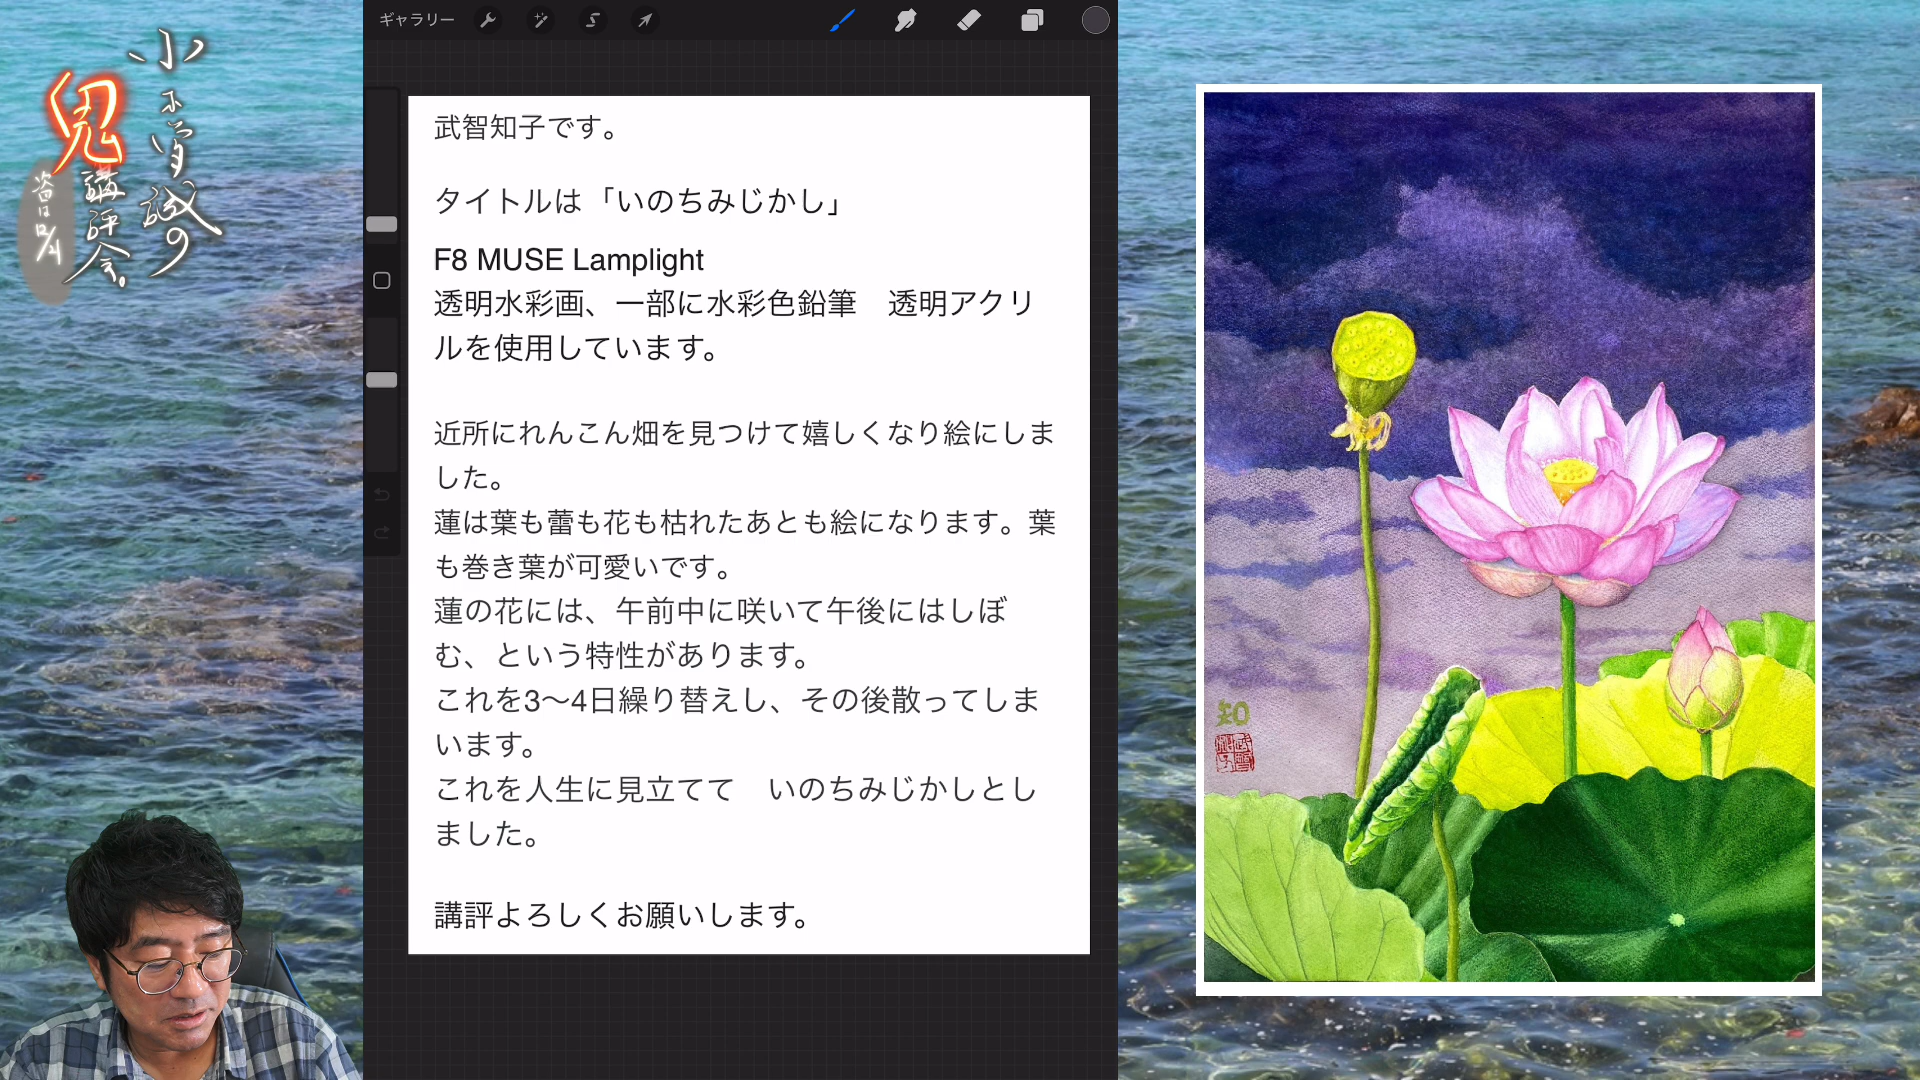 小木曽誠の
鬼講評会。
ギャラリー
武智知子です。
タイトルは「いのちみじかし」
F8 MUSE Lamplight
透明水彩画、一部に水彩色鉛筆　透明アクリ
ルを使用しています。
近所にれんこん畑を見つけて嬉しくなり絵にしま
した。
蓮は葉も蕾も花も枯れたあとも絵になります。葉
も巻き葉が可愛いです。
蓮の花には、午前中に咲いて午後にはしぼ
む、という特性があります。
これを3〜4日繰り替えし、その後散ってしま
います。
これを人生に見立てて　いのちみじかしとし
ました。
講評よろしくお願いします。
知